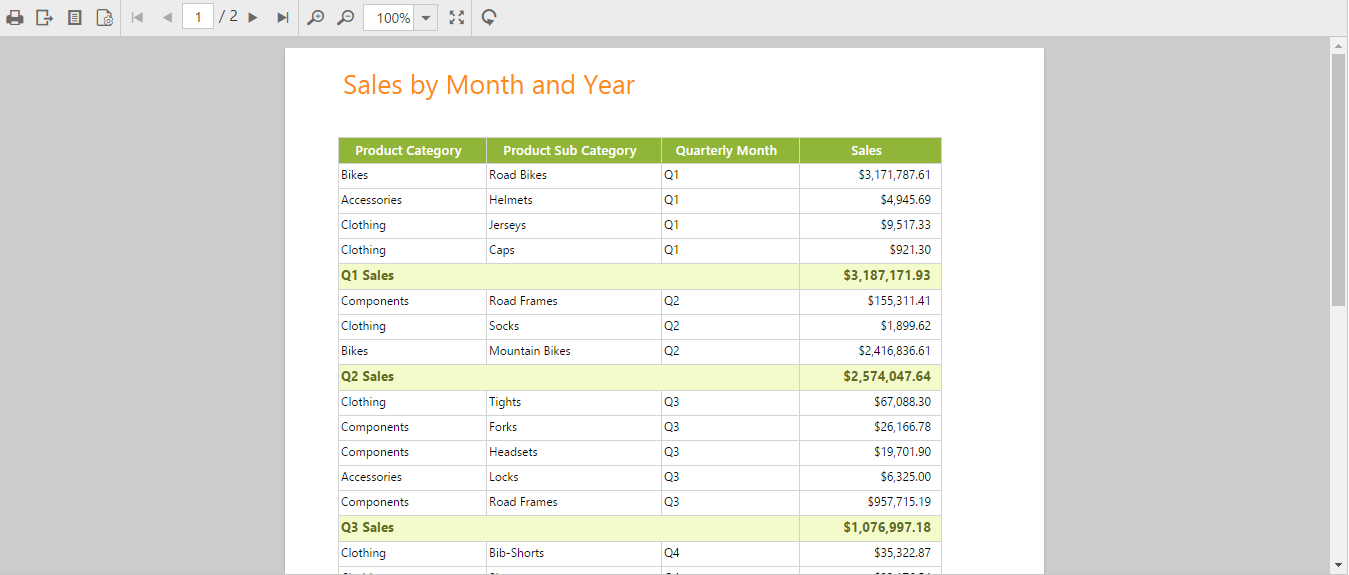 1 / 2 100%
Sales by Month and Year
Product Category Product Sub Category Quarterly Month Sales
Bikes Road Bikes Q1 $3,171,787.61
Accessories Helmets Q1 $4,945.69
Clothing Jerseys Q1 $9,517.33
Clothing Caps Q1 $921.30
Q1 Sales $3,187,171.93
Components Road Frames Q2 $155,311.41
Clothing Socks Q2 $1,899.62
Bikes Mountain Bikes Q2 $2,416,836.61
Q2 Sales $2,574,047.64
Clothing Tights Q3 $67,088.30
Components Forks Q3 $26,166.78
Components Headsets Q3 $19,701.90
Accessories Locks Q3 $6,325.00
Components Road Frames Q3 $957,715.19
Q3 Sales $1,076,997.18
Clothing Bib-Shorts Q4 $35,322.87